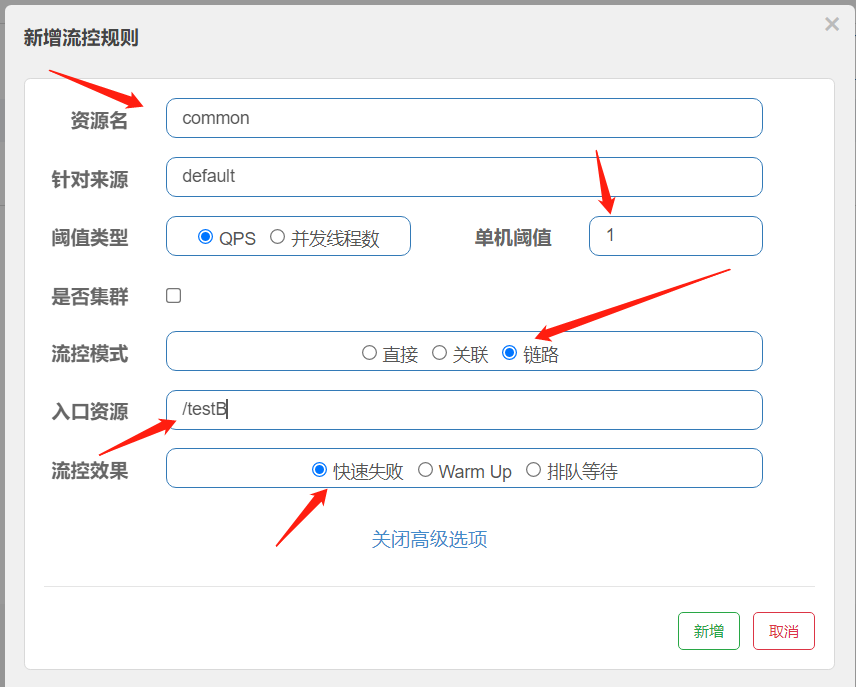 新增流控规则 ×
资源名 common
针对来源 default
阈值类型 QPS 并发线程数 单机阈值 1
是否集群
流控模式 直接 关联 链路
入口资源 /testB
流控效果 快速失败 Warm Up 排队等待
关闭高级选项
新增 取消